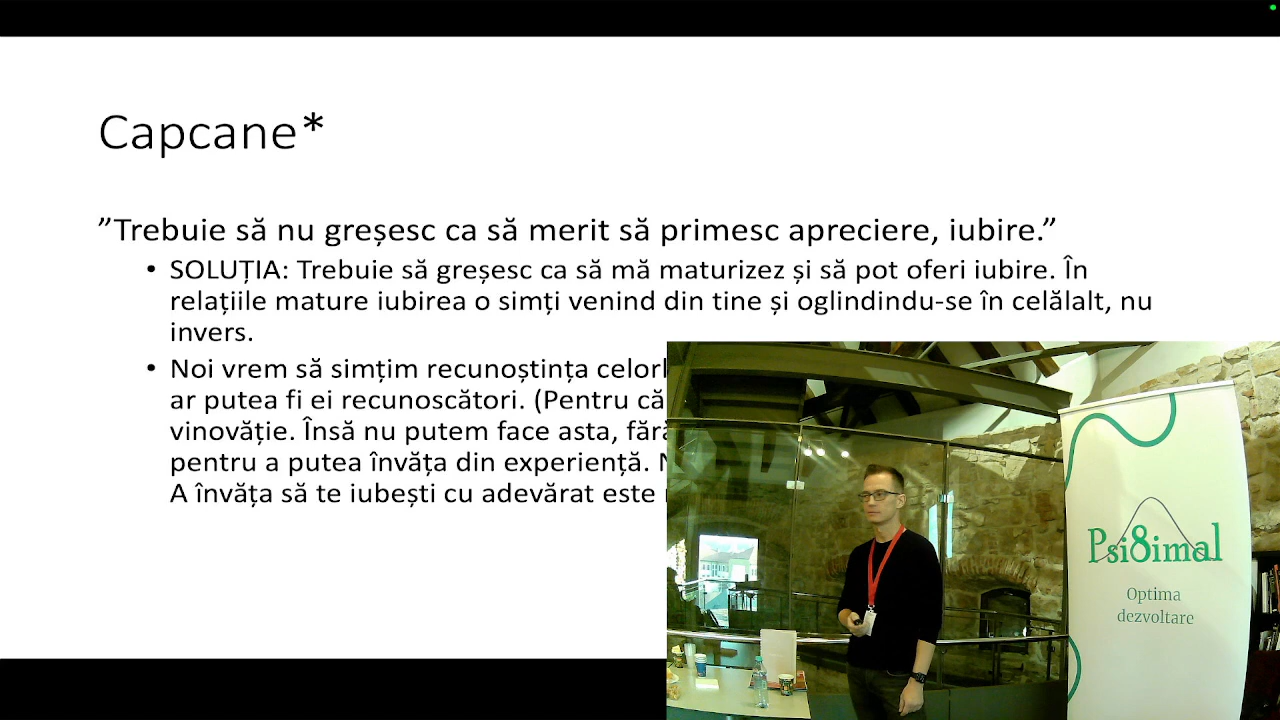 Capcane*
”Trebuie să nu greșesc ca să merit să primesc apreciere, iubire.”
• SOLUȚIA: Trebuie să greșesc ca să mă maturizez și să pot oferi iubire. În
relațiile mature iubirea o simți venind din tine și oglindindu-se în celălalt, nu
invers.
• Noi vrem să simțim recunoștința
ar putea fi ei recunoscători. (Pentru că
vinovăție. Însă nu putem face asta,
pentru a putea învăța din experiență.
A învăța să te iubești cu adevărat este
Psi8imal
Optima
dezvoltare